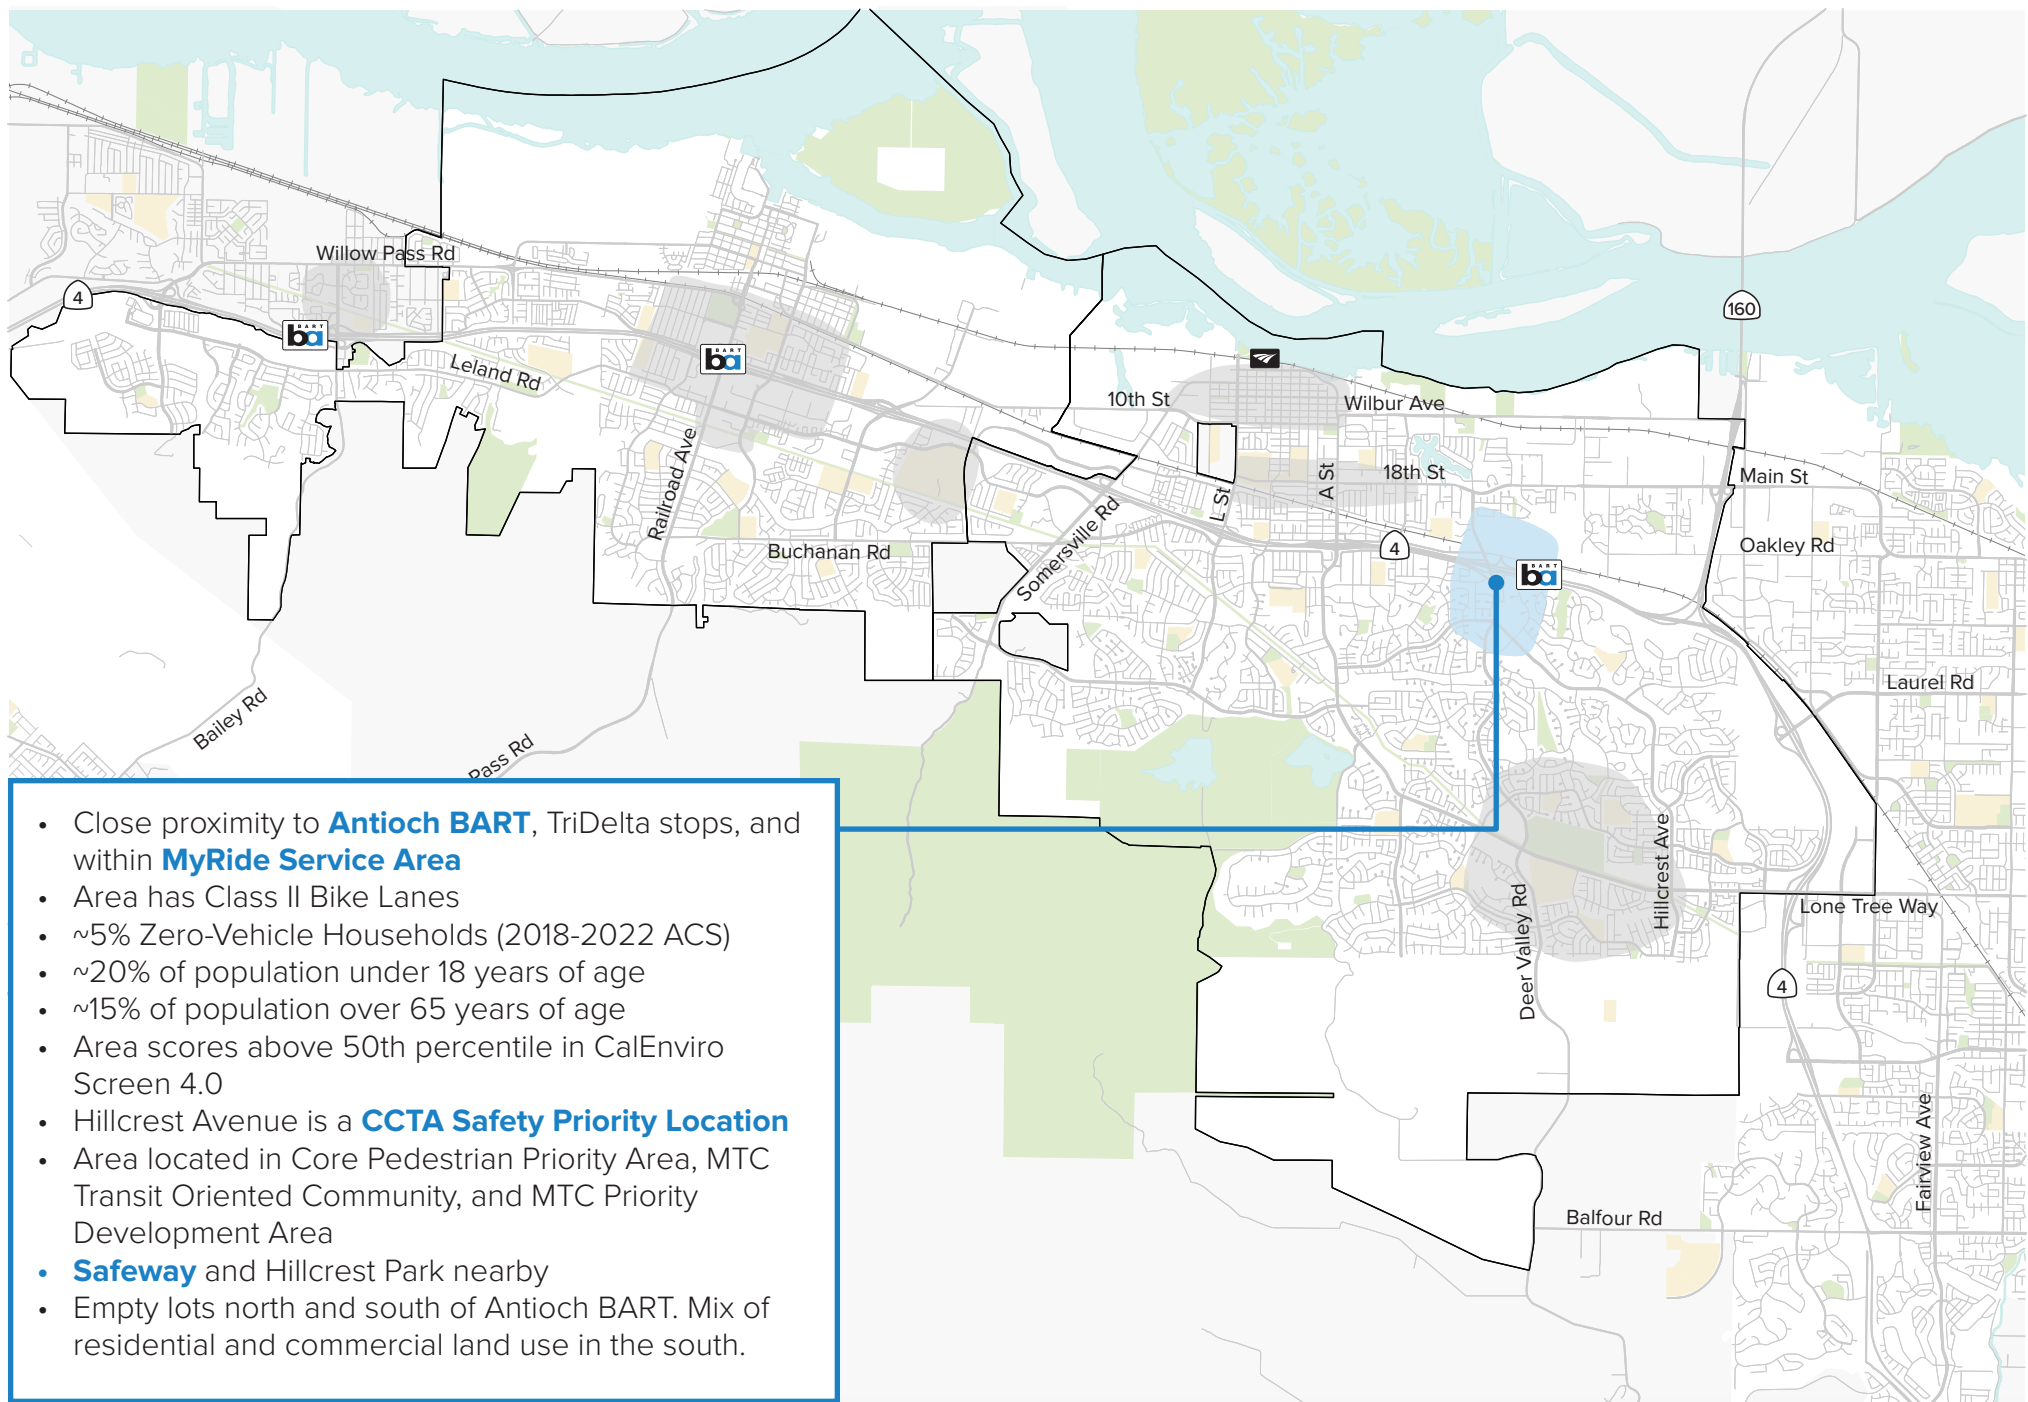 Willow Pass Rd
4
BART
ba
Leland Rd
BART
ba
Railroad Ave
Buchanan Rd
Somersville Rd
10th St
Wilbur Ave
18th St
A St
L St
4
BART
ba
160
Main St
Oakley Rd
Laurel Rd
Bailey Rd
Pass Rd
Hillcrest Ave
Deer Valley Rd
Lone Tree Way
4
Fairview Ave
Balfour Rd
• Close proximity to Antioch BART, TriDelta stops, and
within MyRide Service Area
• Area has Class II Bike Lanes
• ~5% Zero-Vehicle Households (2018-2022 ACS)
• ~20% of population under 18 years of age
• ~15% of population over 65 years of age
• Area scores above 50th percentile in CalEnviro
Screen 4.0
• Hillcrest Avenue is a CCTA Safety Priority Location
• Area located in Core Pedestrian Priority Area, MTC
Transit Oriented Community, and MTC Priority
Development Area
• Safeway and Hillcrest Park nearby
• Empty lots north and south of Antioch BART. Mix of
residential and commercial land use in the south.